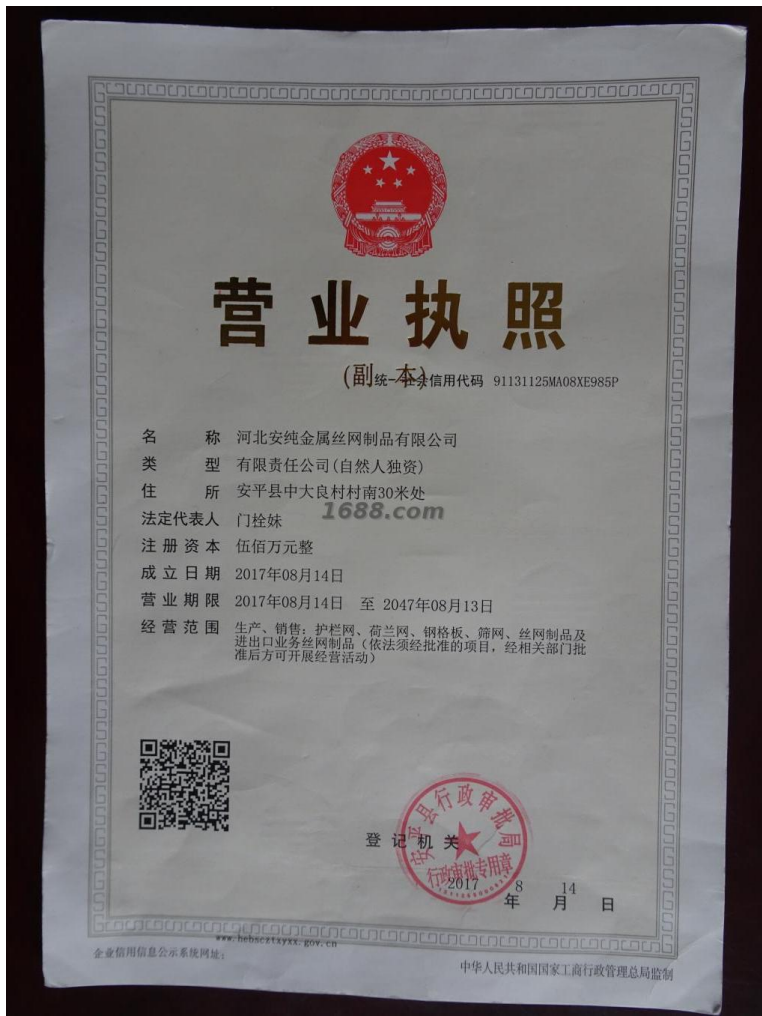 营业执照
(副 本)
统一社会信用代码 91131125MA08XE985P
名 称 河北安纯金属丝网制品有限公司
类 型 有限责任公司(自然人独资)
住 所 安平县中大良村村南30米处
1688.com
法定代表人 门栓妹
注册资本 伍佰万元整
成立日期 2017年08月14日
营业期限 2017年08月14日 至 2047年08月13日
经营范围 生产、销售：护栏网、荷兰网、钢格板、筛网、丝网制品及
进出口业务丝网制品（依法须经批准的项目，经相关部门批
准后方可开展经营活动）
安平县行政审批局
登记机关
行政审批专用章
2017 8 14
年 月 日
www.hebscztxyxx.gov.cn
企业信用信息公示系统网址：
中华人民共和国国家工商行政管理总局监制